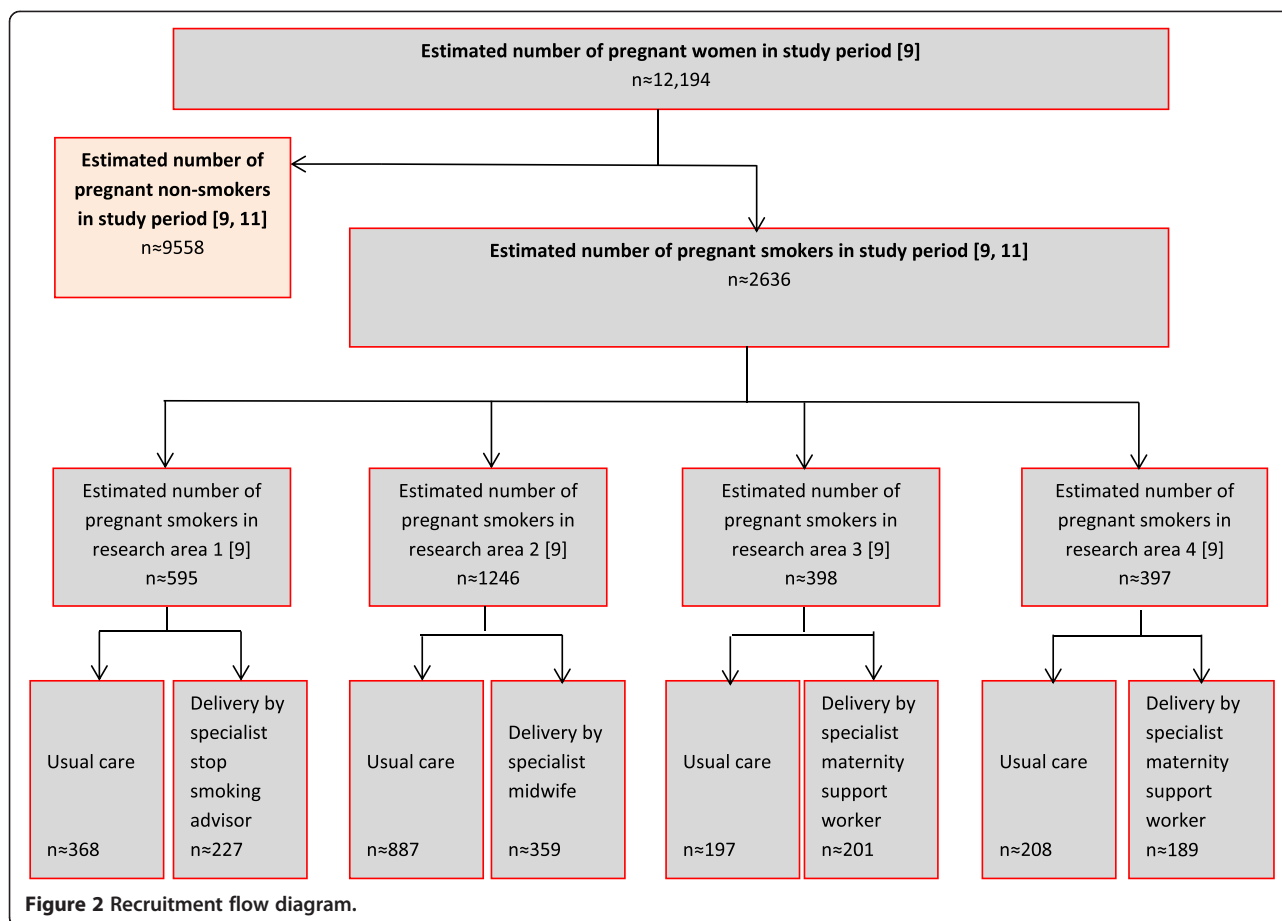 Estimated number of pregnant women in study period [9]
n≈12,194
Estimated number of
pregnant non-smokers
in study period [9, 11]
n≈9558
Estimated number of pregnant smokers in study period [9, 11]
n≈2636
Estimated number of
pregnant smokers in
research area 1 [9]
n≈595
Estimated number of
pregnant smokers in
research area 2 [9]
n≈1246
Estimated number of
pregnant smokers in
research area 3 [9]
n≈398
Estimated number of
pregnant smokers in
research area 4 [9]
n≈397
Usual care
n≈368
Delivery by
specialist
stop
smoking
advisor
n≈227
Usual care
n≈887
Delivery by
specialist
midwife
n≈359
Usual care
n≈197
Delivery by
specialist
maternity
support
worker
n≈201
Usual care
n≈208
Delivery by
specialist
maternity
support
worker
n≈189
Figure 2 Recruitment flow diagram.